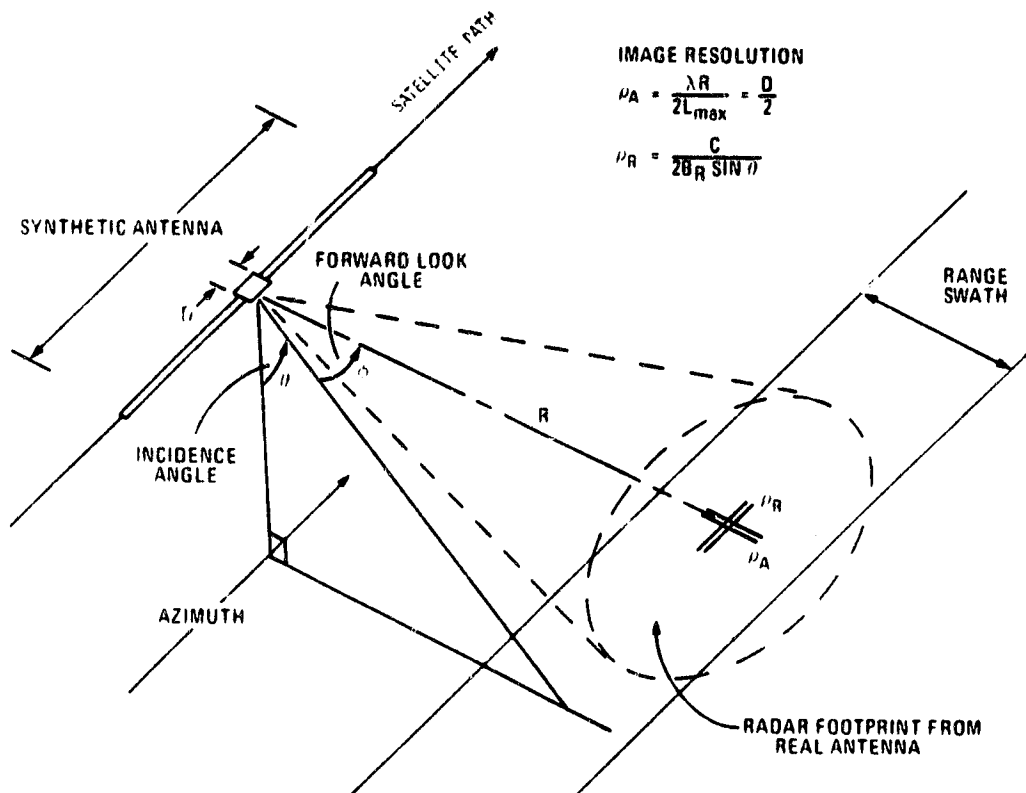 SATELLITE PATH
IMAGE RESOLUTION
ρA = λR / 2Lmax = D / 2
ρR = C / 2BR SIN θ
SYNTHETIC ANTENNA
FORWARD LOOK
ANGLE
RANGE
SWATH
D
θ
ϕ
R
INCIDENCE
ANGLE
ρR
ρA
AZIMUTH
RADAR FOOTPRINT FROM
REAL ANTENNA